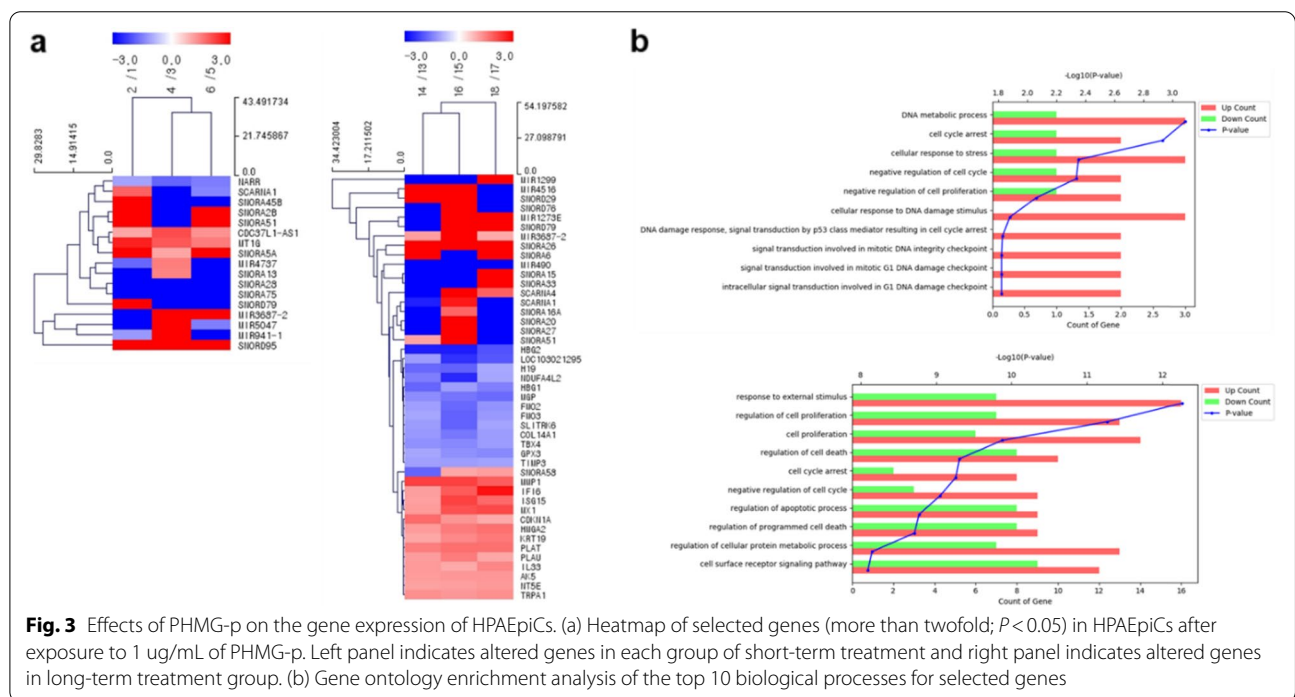 a
-3.0 0.0 3.0
2 / 1
4 / 3
6 / 5
43.491734
21.745867
0.0
29.8283
14.91415
0.0
NARR
SCARNA1
SNORA45B
SNORA2B
SNORA51
CDC37L1-AS1
MT1G
SNORA5A
MIR4737
SNORA13
SNORA23
SNORA75
SNORD79
MIR3687-2
MIR5047
MIR941-1
SNORD95
-3.0 0.0 3.0
14 / 13
16 / 15
18 / 17
54.197582
27.098791
0.0
34.423004
17.211502
0.0
MIR1299
MIR4516
SNORD29
SNORD76
MIR1273E
SNORD79
MIR3687-2
SNORA26
SNORA6
MIR490
SNORA15
SNORA33
SCARNA4
SCARNA1
SNORA16A
SNORA20
SNORA27
SNORA51
HBG2
LOC103021295
H19
NDUFA4L2
HBG1
MGP
FMO2
FMO3
SLITRK6
COL14A1
TBX4
GPX3
TIMP3
SNORA53
MMP1
IFI6
ISG15
MX1
CDKN1A
HMGA2
KRT19
PLAT
PLAU
IL33
AK5
NT5E
TRPA1
b
-Log10(P-value)
1.8 2.0 2.2 2.4 2.6 2.8 3.0
DNA metabolic process
cell cycle arrest
cellular response to stress
negative regulation of cell cycle
negative regulation of cell proliferation
cellular response to DNA damage stimulus
DNA damage response, signal transduction by p53 class mediator resulting in cell cycle arrest
signal transduction involved in mitotic DNA integrity checkpoint
signal transduction involved in mitotic G1 DNA damage checkpoint
intracellular signal transduction involved in G1 DNA damage checkpoint
0.0 0.5 1.0 1.5 2.0 2.5 3.0
Count of Gene
Up Count
Down Count
P-value
-Log10(P-value)
8 9 10 11 12
response to external stimulus
regulation of cell proliferation
cell proliferation
regulation of cell death
cell cycle arrest
negative regulation of cell cycle
regulation of apoptotic process
regulation of programmed cell death
regulation of cellular protein metabolic process
cell surface receptor signaling pathway
0 2 4 6 8 10 12 14 16
Count of Gene
Up Count
Down Count
P-value
Fig. 3 Effects of PHMG-p on the gene expression of HPAEpiCs. (a) Heatmap of selected genes (more than twofold; P < 0.05) in HPAEpiCs after
exposure to 1 ug/mL of PHMG-p. Left panel indicates altered genes in each group of short-term treatment and right panel indicates altered genes
in long-term treatment group. (b) Gene ontology enrichment analysis of the top 10 biological processes for selected genes